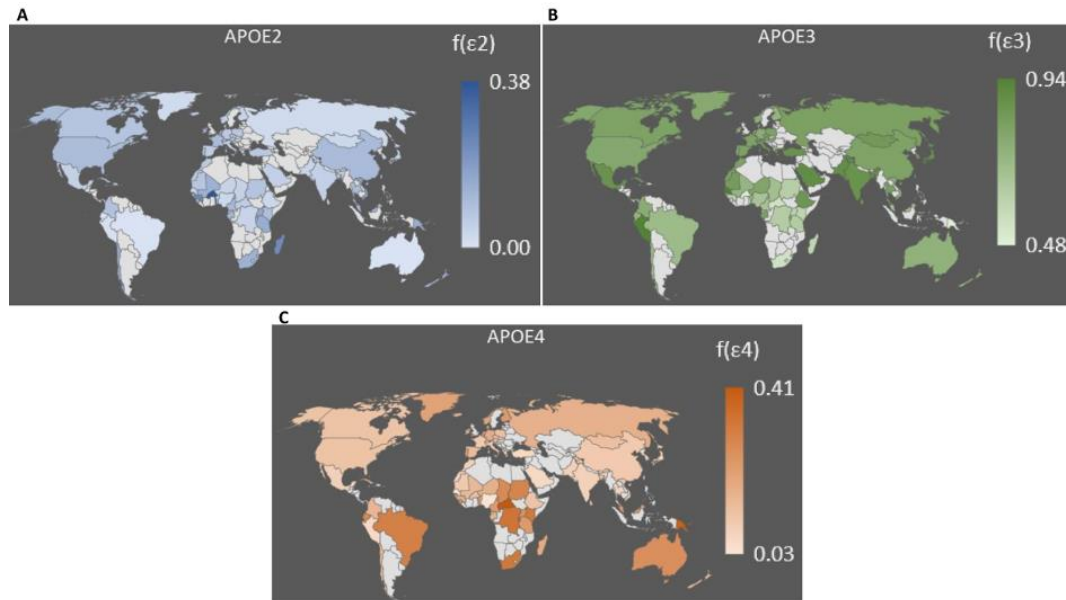 A
APOE2
f(ε2)
0.38
0.00
B
APOE3
f(ε3)
0.94
0.48
C
APOE4
f(ε4)
0.41
0.03